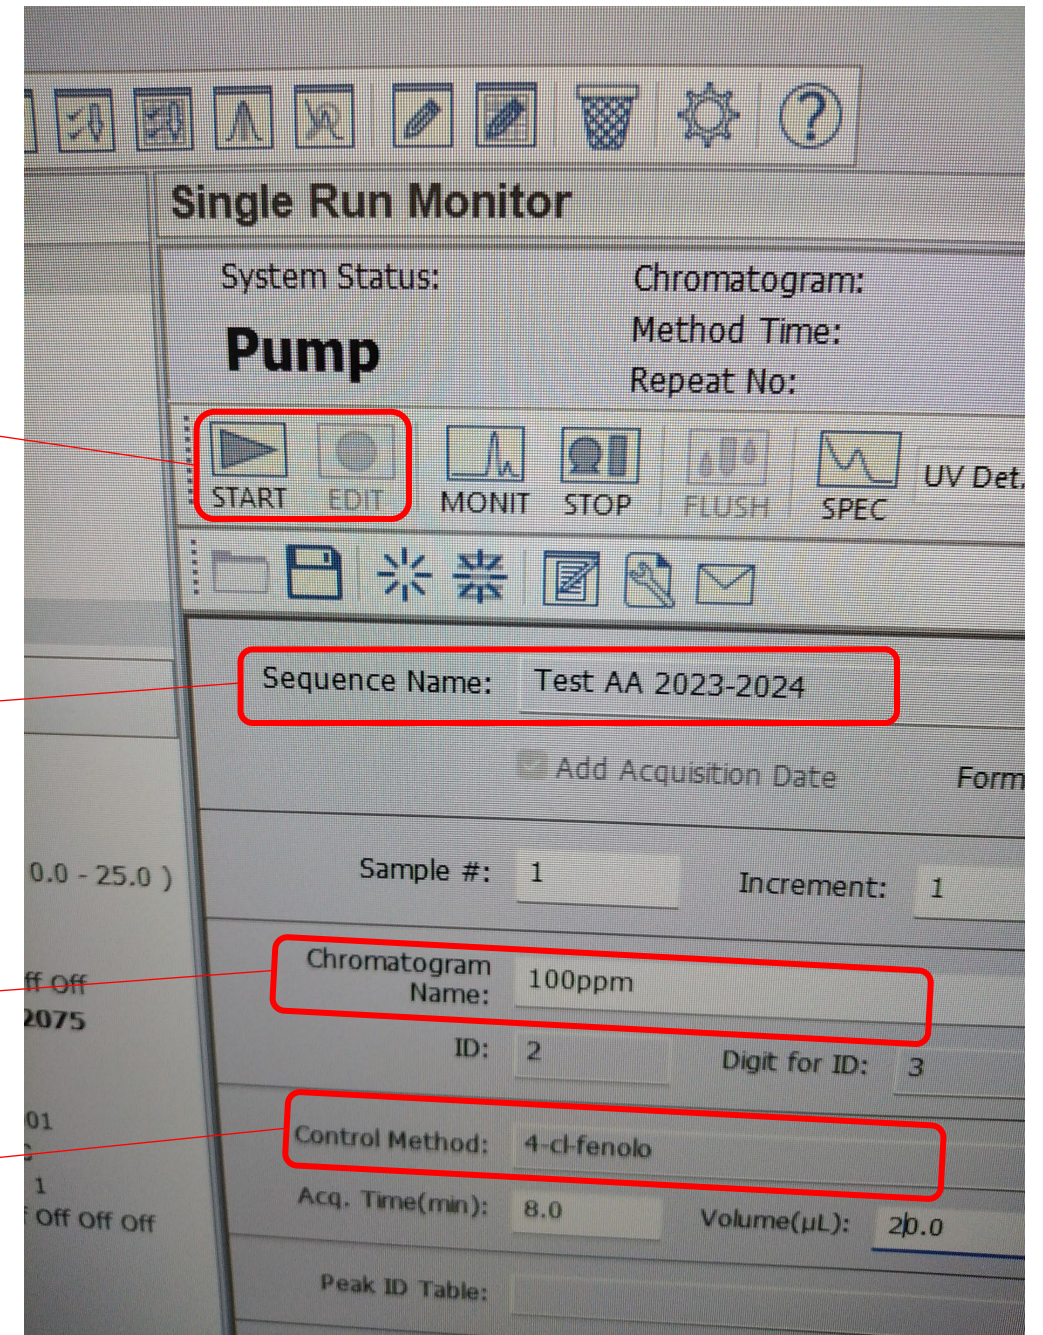 Single Run Monitor
System Status:
Pump
Chromatogram:
Method Time:
Repeat No:
START EDIT MONIT STOP FLUSH SPEC UV Det.
Sequence Name: Test AA 2023-2024
Add Acquisition Date Form
Sample #: 1 Increment: 1
0.0 - 25.0 )
Chromatogram
Name: 100ppm
ff Off
2075
ID: 2 Digit for ID: 3
01
Control Method: 4-cl-fenolo
1
Off Off Off
Acq. Time(min): 8.0 Volume(µL): 20.0
Peak ID Table: